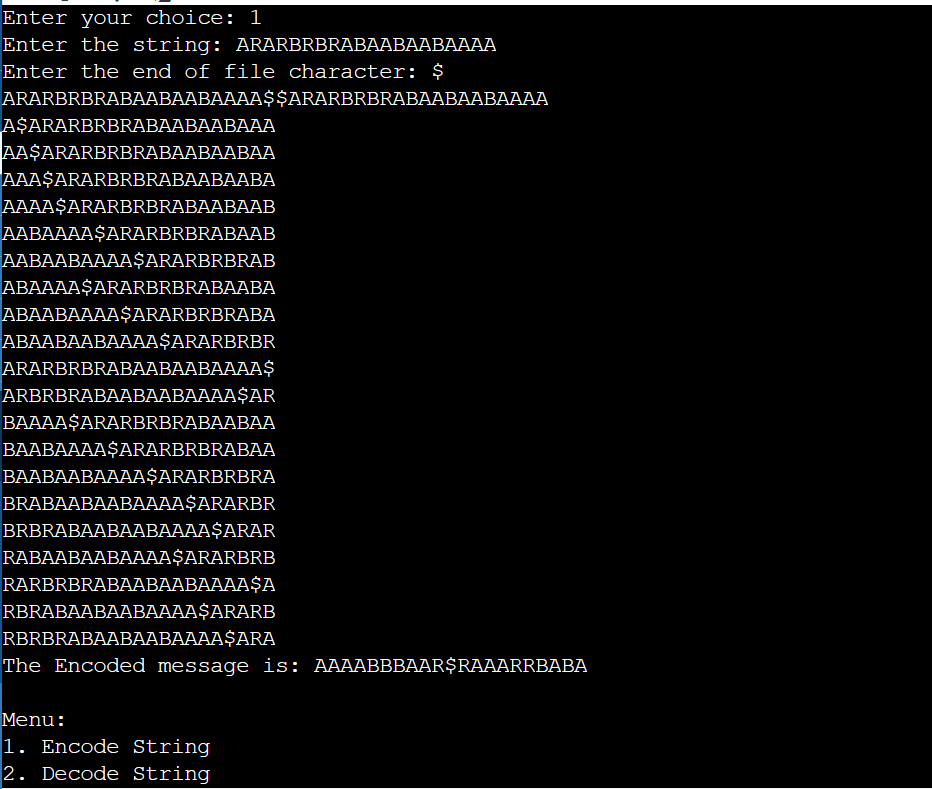 Enter your choice: 1
Enter the string: ARARBRBRABAABAABAAAA
Enter the end of file character: $
ARARBRBRABAABAABAAAA$$ARARBRBRABAABAABAAAA
A$ARARBRBRABAABAABAAA
AA$ARARBRBRABAABAABAA
AAA$ARARBRBRABAABAABA
AAAA$ARARBRBRABAABAAB
AABAAAA$ARARBRBRABAAB
AABAABAAAA$ARARBRBRAB
ABAAAA$ARARBRBRABAABA
ABAABAAAA$ARARBRBRABA
ABAABAABAAAA$ARARBRBR
ARARBRBRABAABAABAAAA$
ARBRBRABAABAABAAAA$AR
BAAAA$ARARBRBRABAABAA
BAABAAAA$ARARBRBRABAA
BAABAABAAAA$ARARBRBRA
BRABAABAABAAAA$ARARBR
BRBRABAABAABAAAA$ARAR
RABAABAABAAAA$ARARBRB
RARBRBRABAABAABAAAA$A
RBRABAABAABAAAA$ARARB
RBRBRABAABAABAAAA$ARA
The Encoded message is: AAAABBBAAR$RAAARRBABA
Menu:
1. Encode String
2. Decode String